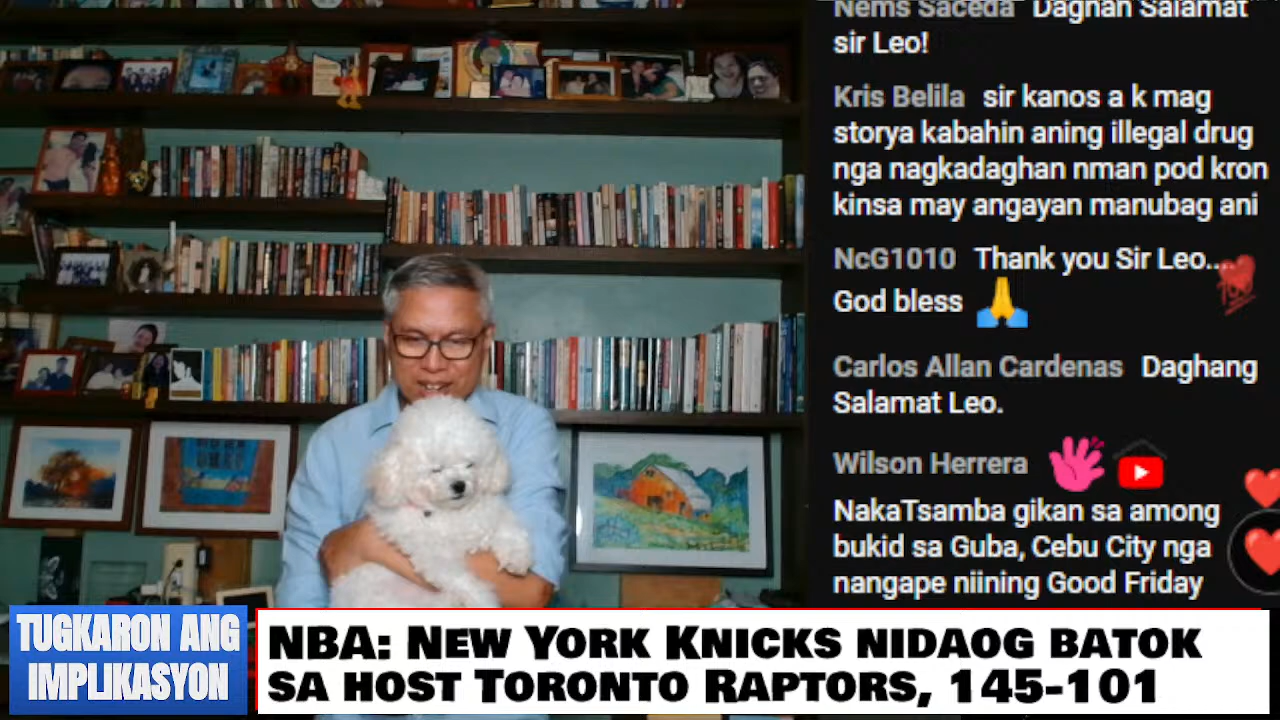 Nems Saceda Daghan Salamat
sir Leo!
Kris Belila sir kanos a k mag
storya kabahin aning illegal drug
nga nagkadaghan nman pod kron
kinsa may angayan manubag ani
NcG1010 Thank you Sir Leo....
God bless 🙏
Carlos Allan Cardenas Daghang
Salamat Leo.
Wilson Herrera
NakaTsamba gikan sa among
bukid sa Guba, Cebu City nga
nangape niining Good Friday
TUGKARON ANG
IMPLIKASYON
NBA: NEW YORK KNICKS NIDAOG BATOK
SA HOST TORONTO RAPTORS, 145-101